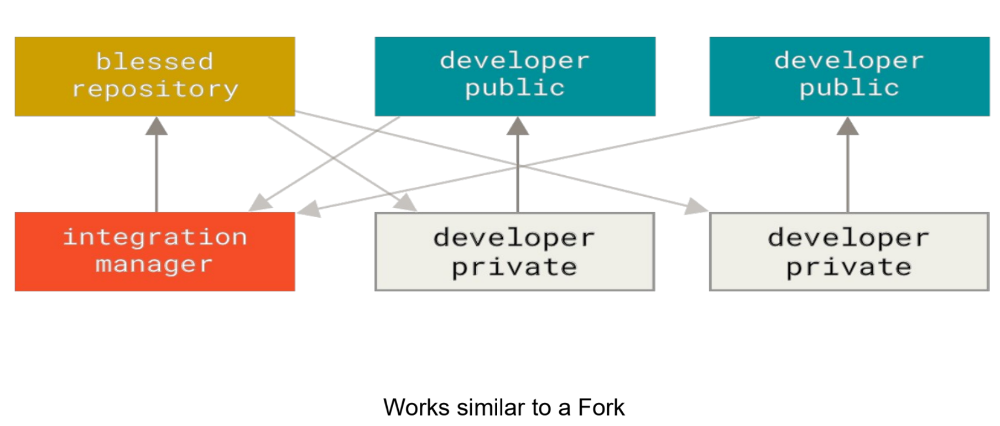 blessed
repository
developer
public
developer
public
integration
manager
developer
private
developer
private
Works similar to a Fork